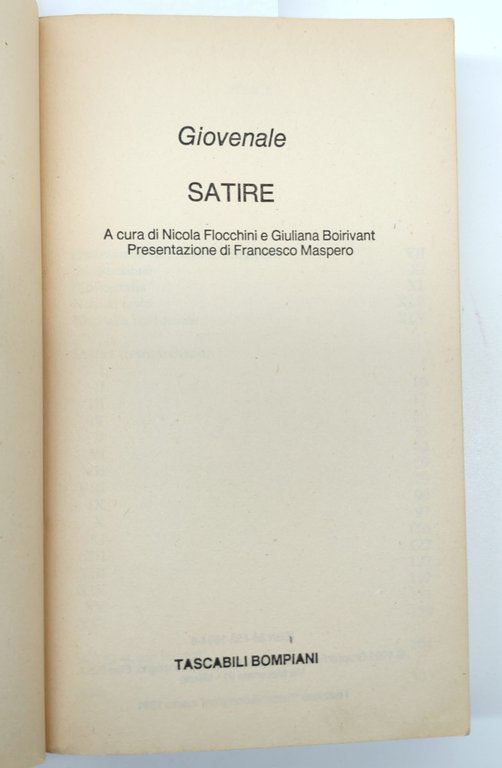 Giovenale
SATIRE
A cura di Nicola Flocchini e Giuliana Boirivant
Presentazione di Francesco Maspero
TASCABILI BOMPIANI